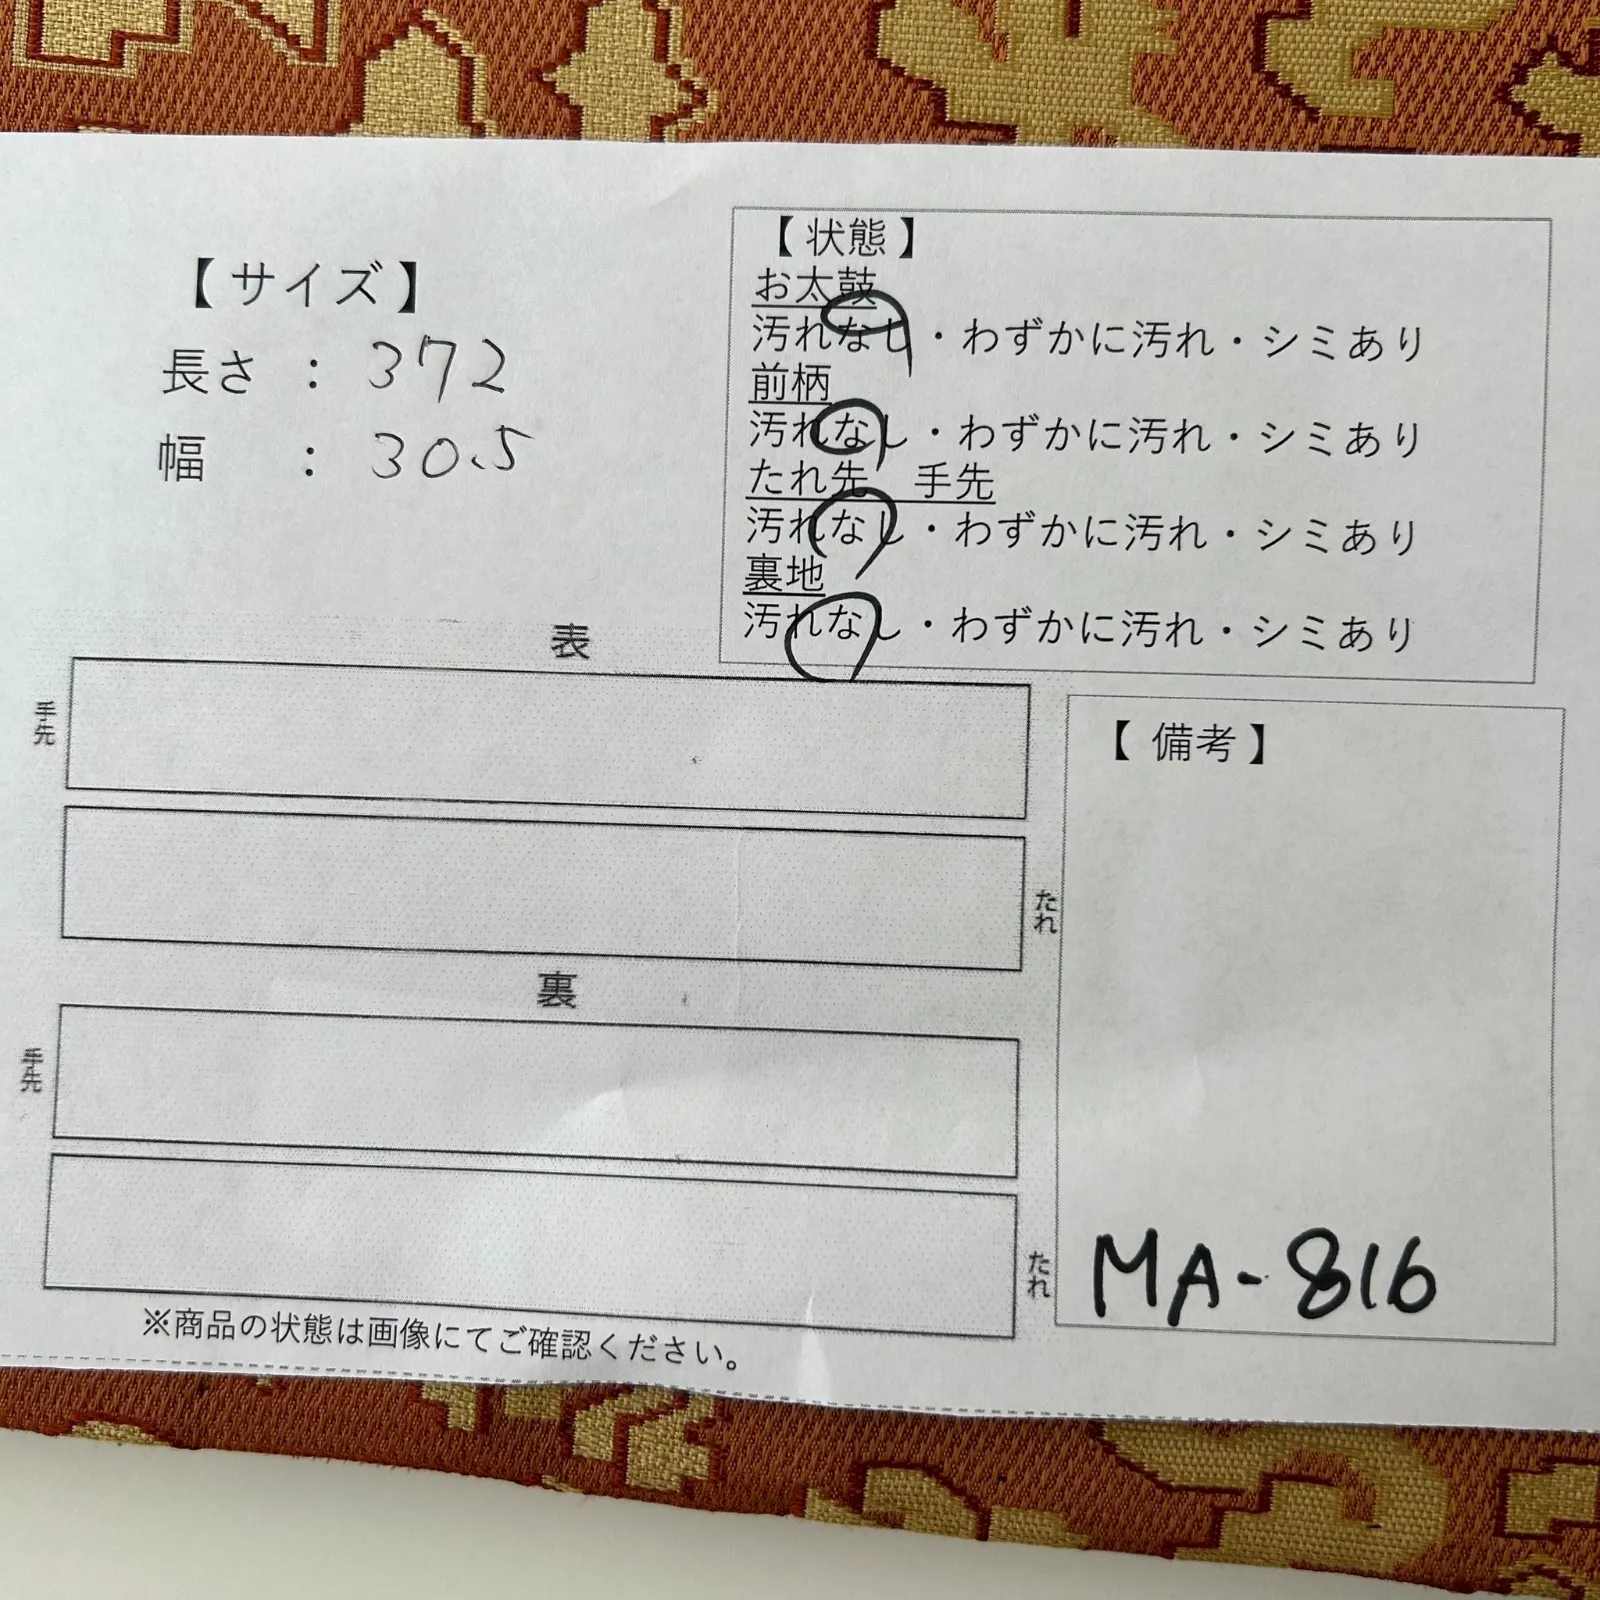 【サイズ】
長さ : 372
幅 : 30.5
【状態】
お太鼓
汚れなし・わずかに汚れ・シミあり
前柄
汚れなし・わずかに汚れ・シミあり
たれ先 手先
汚れなし・わずかに汚れ・シミあり
裏地
汚れなし・わずかに汚れ・シミあり
表
手先
たれ
裏
手先
たれ
※商品の状態は画像にてご確認ください。
【備考】
MA-816